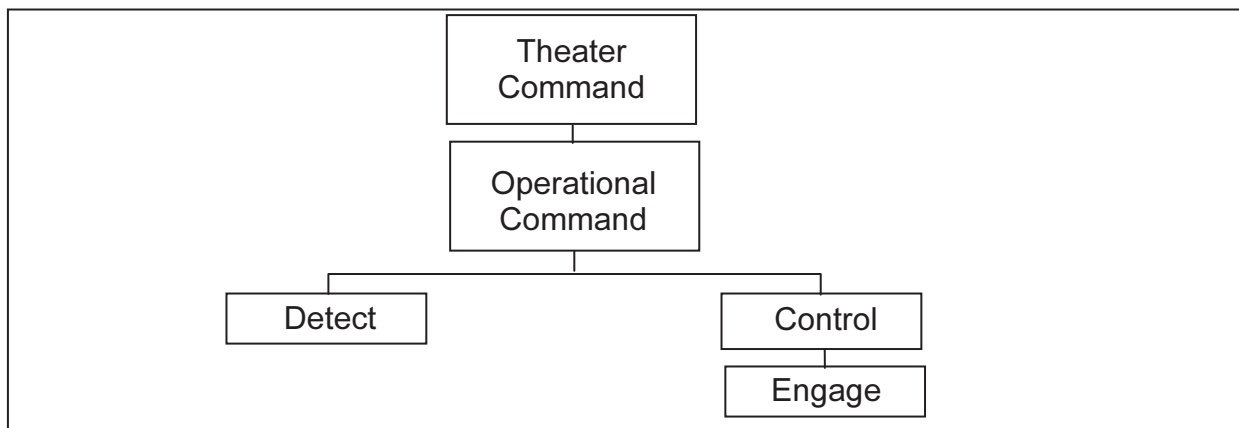 Theater
Command
Operational
Command
Detect
Control
Engage